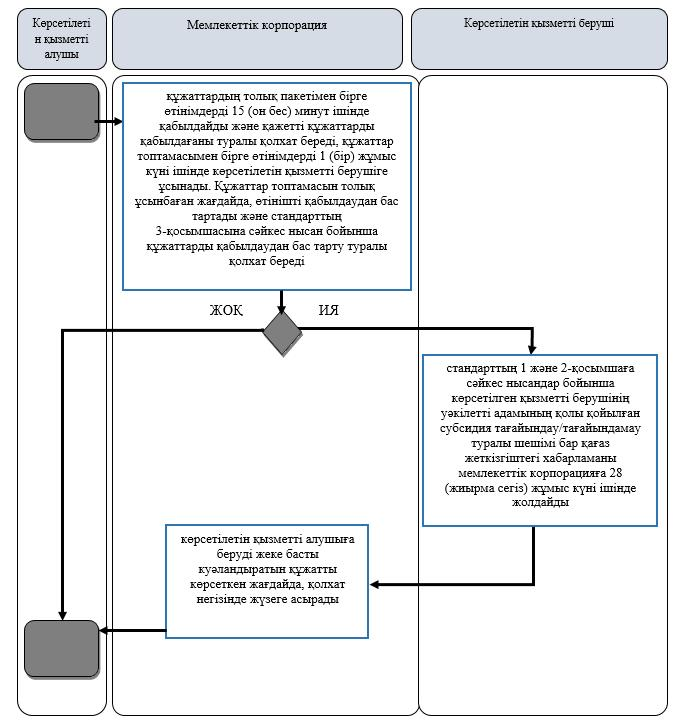 Көрсетілеті
н қызметті
алушы
Мемлекеттік корпорация
Көрсетілетін қызметті беруші
құжаттардың толық пакетімен бірге
өтінімдерді 15 (он бес) минут ішінде
қабылдайды және қажетті құжаттарды
қабылдағаны туралы қолхат береді, құжаттар
топтамасымен бірге өтінімдерді 1 (бір) жұмыс
күні ішінде көрсетілетін қызметті берушіге
ұсынады. Құжаттар топтамасын толық
ұсынбаған жағдайда, өтінішті қабылдаудан бас
тартады және стандарттың
3-қосымшасына сәйкес нысан бойынша
құжаттарды қабылдаудан бас тарту туралы
қолхат береді
ЖОҚ
ИЯ
стандарттың 1 және 2-қосымшаға
сәйкес нысандар бойынша
көрсетілген қызметті берушінің
уәкілетті адамының қолы қойылған
субсидия тағайындау/тағайындамау
туралы шешімі бар қағаз
жеткізгіштегі хабарламаны
мемлекеттік корпорацияға 28
(жиырма сегіз) жұмыс күні ішінде
жолдайды
көрсетілетін қызметті алушыға
беруді жеке басты
куәландыратын құжатты
көрсеткен жағдайда, қолхат
негізінде жүзеге асырады